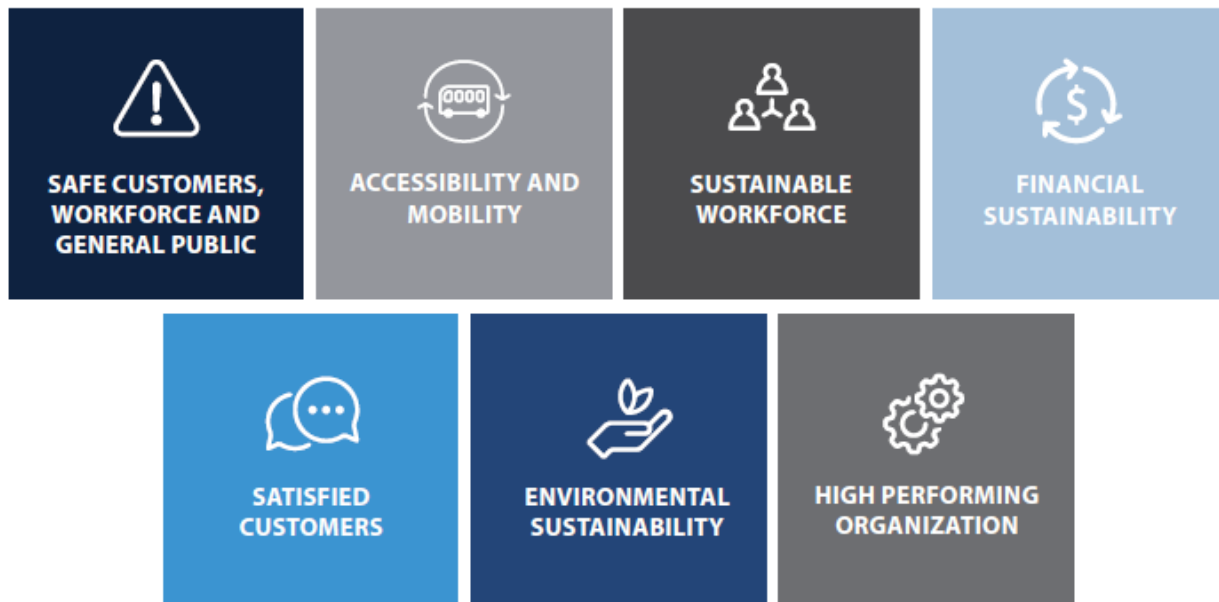 SAFE CUSTOMERS,
WORKFORCE AND
GENERAL PUBLIC
ACCESSIBILITY AND
MOBILITY
SUSTAINABLE
WORKFORCE
FINANCIAL
SUSTAINABILITY
SATISFIED
CUSTOMERS
ENVIRONMENTAL
SUSTAINABILITY
HIGH PERFORMING
ORGANIZATION